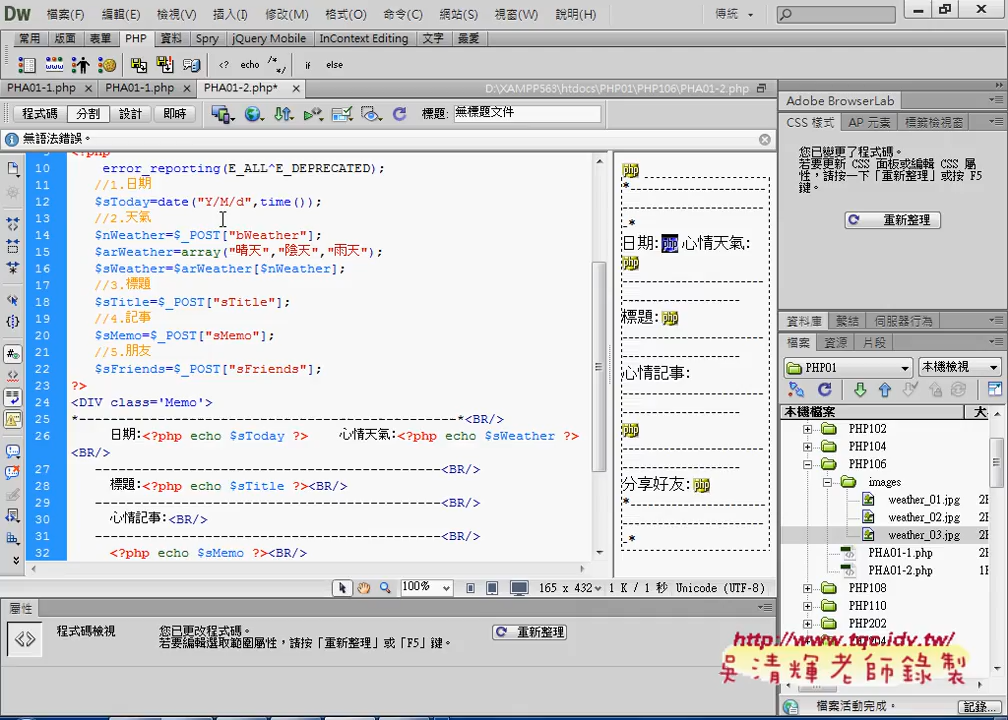 Dw 檔案(F) 編輯(E) 檢視(V) 插入(I) 修改(M) 格式(O) 命令(C) 網站(S) 視窗(W) 說明(H) 傳統
常用 版面 表單 PHP 資料 Spry jQuery Mobile InContext Editing 文字 最愛
<? echo /* */ if else
PHA01-1.php × PHA01-1.php × PHA01-2.php* × D:\XAMPP563\htdocs\PHP01\PHP106\PHA01-2.php
程式碼 分割 設計 即時 標題: 無標題文件
無語法錯誤。
<?php
10 error_reporting(E_ALL^E_DEPRECATED);
11 //1.日期
12 $sToday=date("Y/M/d",time());
13 //2.天氣
14 $nWeather=$_POST["bWeather"];
15 $arWeather=array("晴天","陰天","雨天");
16 $sWeather=$arWeather[$nWeather];
17 //3.標題
18 $sTitle=$_POST["sTitle"];
19 //4.記事
20 $sMemo=$_POST["sMemo"];
21 //5.朋友
22 $sFriends=$_POST["sFriends"];
23 ?>
24 <DIV class='Memo'>
25 *------------------------------------------------*<BR/>
26 日期:<?php echo $sToday ?> 心情天氣:<?php echo $sWeather ?>
<BR/>
27 --------------------------------------------<BR/>
28 標題:<?php echo $sTitle ?><BR/>
29 --------------------------------------------<BR/>
30 心情記事:<BR/>
31 --------------------------------------------<BR/>
32 <?php echo $sMemo ?><BR/>
日期: php 心情天氣:
php
標題: php
心情記事:
php
分享好友: php
100% 165 x 432 1 K / 1 秒 Unicode (UTF-8)
屬性
程式碼檢視
您已更改程式碼。
若要編輯選取範圍屬性，請按「重新整理」或「F5」鍵。
重新整理
Adobe BrowserLab
CSS 樣式 AP 元素 標籤檢視窗
您已變更了程式碼。
若要更新 CSS 面板或編輯 CSS 屬性，請按一下「重新整理」或按 F5 鍵。
重新整理
資料庫 繫結 伺服器行為
檔案 資源 片段
PHP01 本機檢視
本機檔案 大
PHP102
PHP104
PHP106
images
weather_01.jpg
weather_02.jpg
weather_03.jpg
PHA01-1.php
PHA01-2.php
PHP108
PHP110
PHP202
http://www.tqu.idv.tw/
吳清輝老師錄製
檔案活動完成。 記錄...